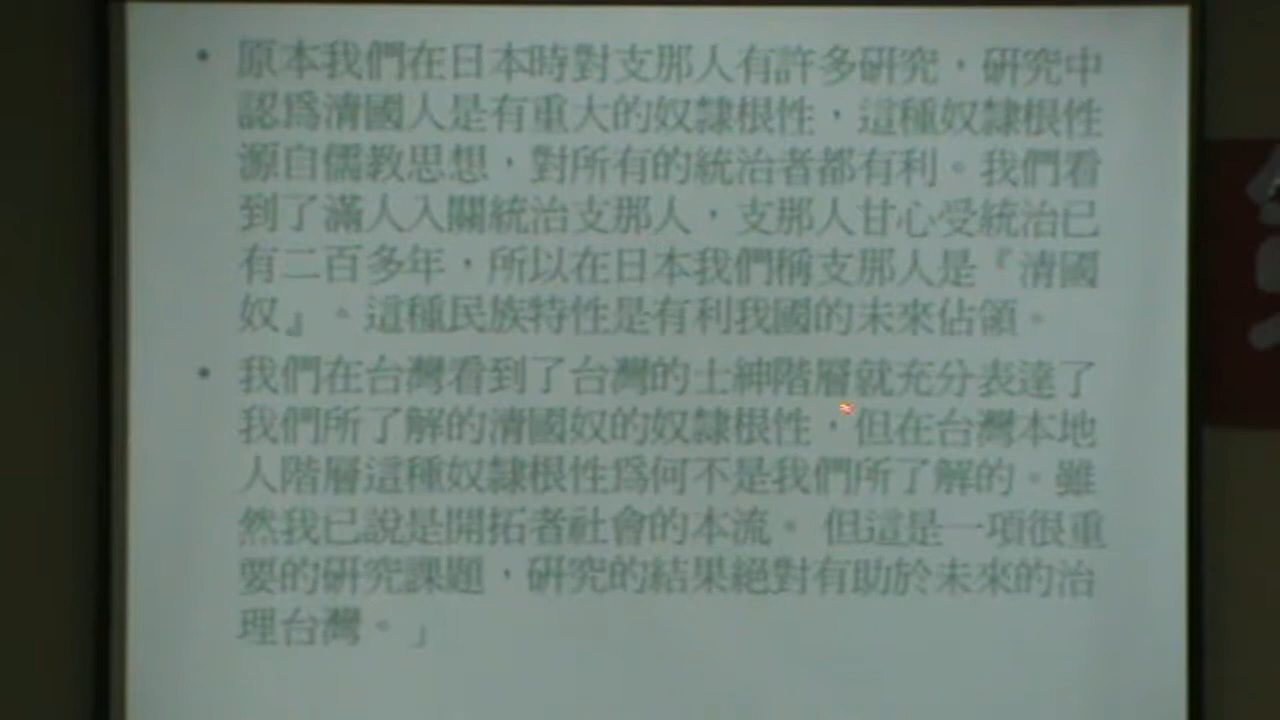 • 原本我們在日本時對支那人有許多研究，研究中
認爲清國人是有重大的奴隸根性，這種奴隸根性
源自儒教思想，對所有的統治者都有利。我們看
到了滿人入關統治支那人，支那人甘心受統治已
有二百多年，所以在日本我們稱支那人是『清國
奴』。這種民族特性是有利我國的未來佔領。
• 我們在台灣看到了台灣的士紳階層就充分表達了
我們所了解的清國奴的奴隸根性，但在台灣本地
人階層這種奴隸根性爲何不是我們所了解的。雖
然我已說是開拓者社會的本流。 但這是一項很重
要的研究課題，研究的結果絕對有助於未來的治
理台灣。」